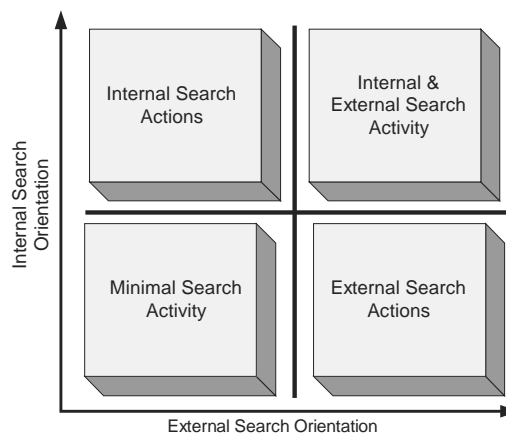 Internal Search
Actions
Internal &
External Search
Activity
Internal Search
Orientation
Minimal Search
Activity
External Search
Actions
External Search Orientation